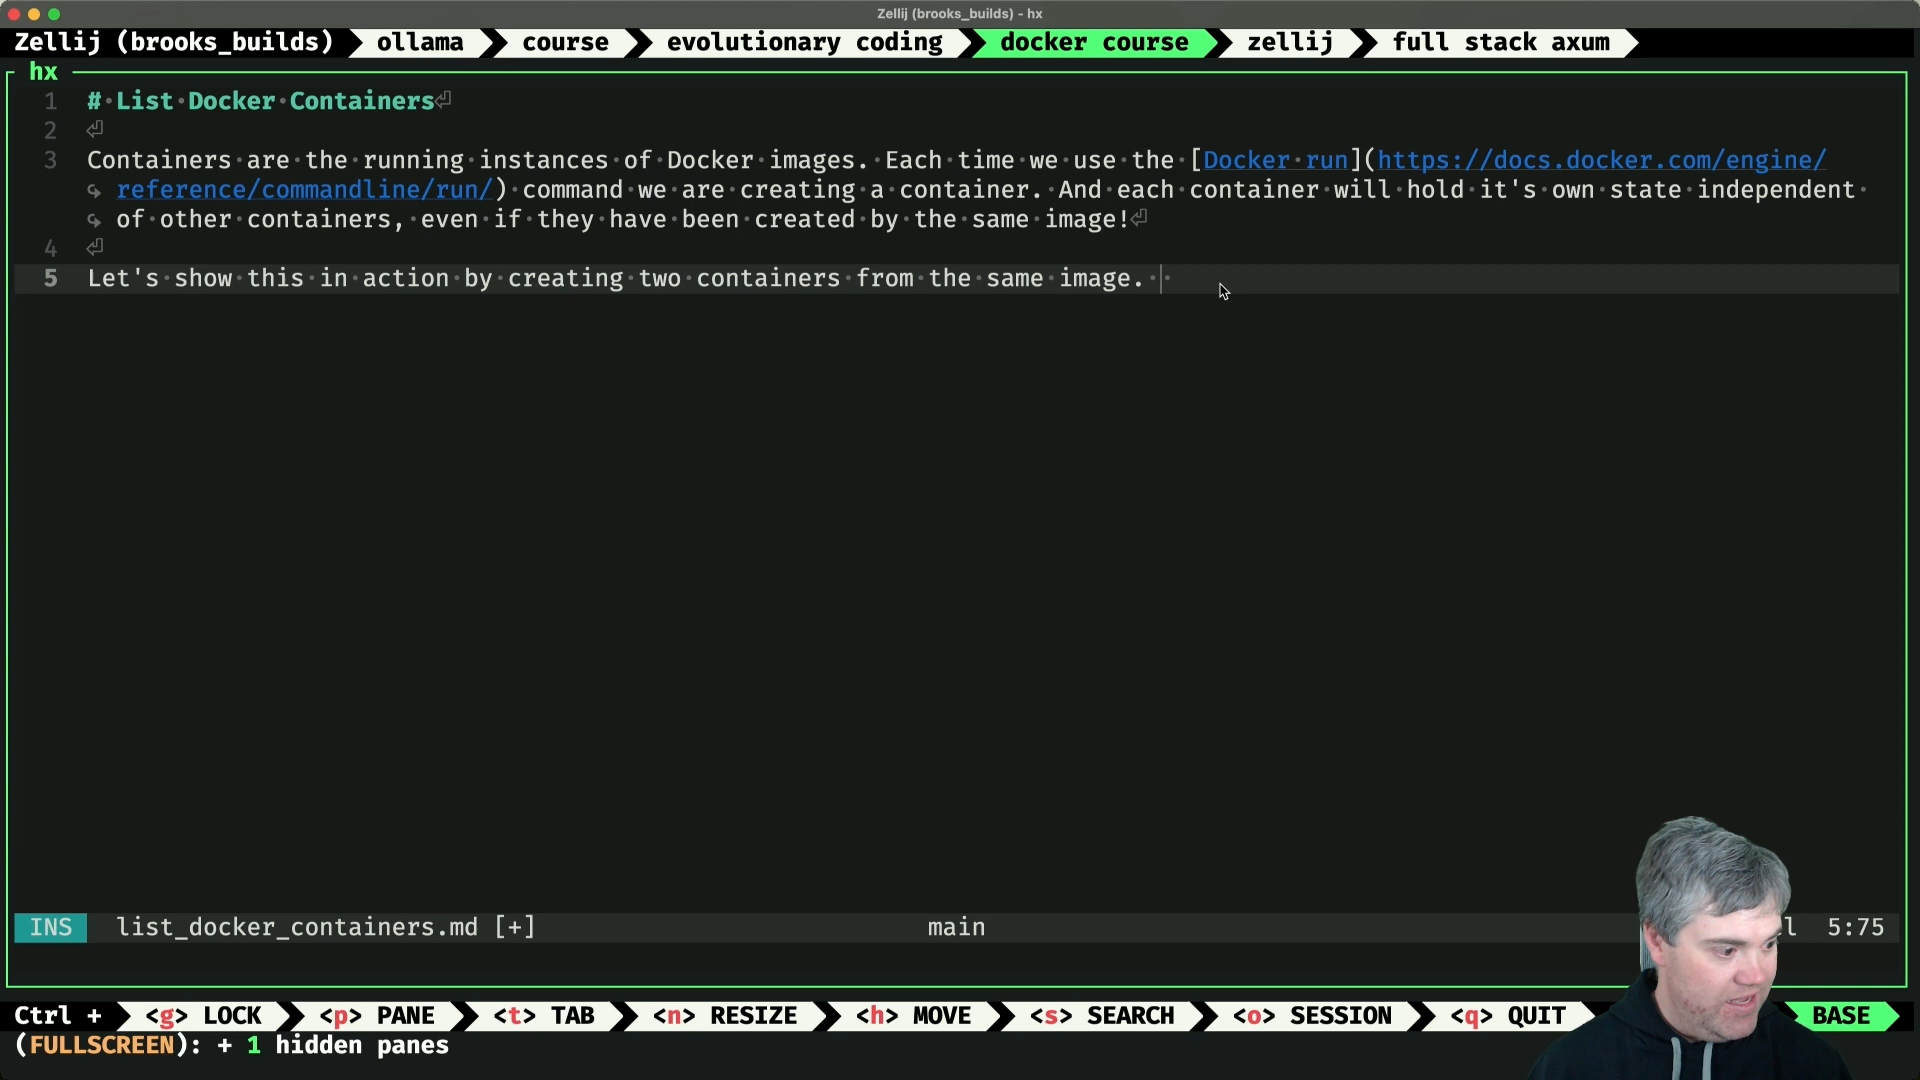 Zellij (brooks_builds) - hx
Zellij (brooks_builds) ollama course evolutionary coding docker course zellij full stack axum
hx
1 # List Docker Containers
2
3 Containers are the running instances of Docker images. Each time we use the [Docker run](https://docs.docker.com/engine/
reference/commandline/run/) command we are creating a container. And each container will hold it's own state independent
of other containers, even if they have been created by the same image!
4
5 Let's show this in action by creating two containers from the same image.
INS list_docker_containers.md [+] main 5:75
Ctrl + <g> LOCK <p> PANE <t> TAB <n> RESIZE <h> MOVE <s> SEARCH <o> SESSION <q> QUIT BASE
(FULLSCREEN): + 1 hidden panes